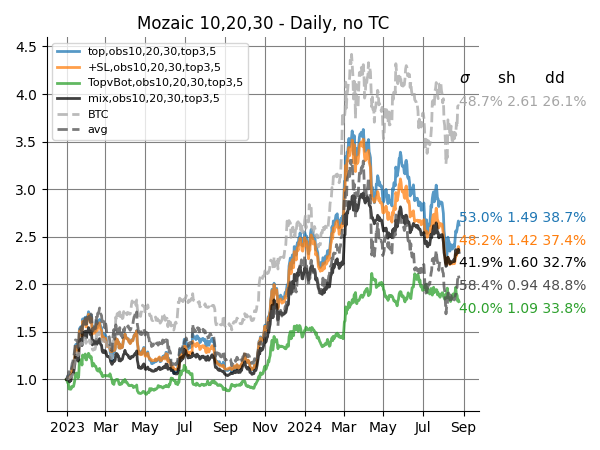 Mozaic 10,20,30 - Daily, no TC
top,obs10,20,30,top3,5
+SL,obs10,20,30,top3,5
TopvBot,obs10,20,30,top3,5
mix,obs10,20,30,top3,5
BTC
avg
σ sh dd
48.7% 2.61 26.1%
53.0% 1.49 38.7%
48.2% 1.42 37.4%
41.9% 1.60 32.7%
58.4% 0.94 48.8%
40.0% 1.09 33.8%
4.5
4.0
3.5
3.0
2.5
2.0
1.5
1.0
2023 Mar May Jul Sep Nov 2024 Mar May Jul Sep